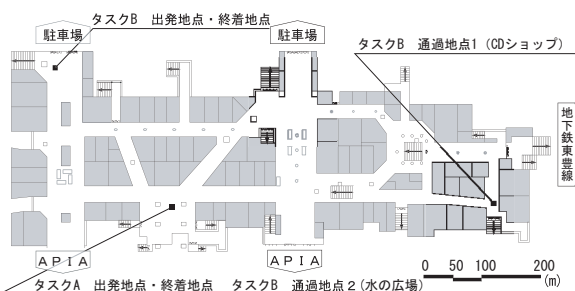 タスクB 出発地点・終着地点
駐車場
駐車場
タスクB 通過地点1 (CDショップ)
地下鉄東豊線
APIA
APIA
タスクA 出発地点・終着地点 タスクB 通過地点2 (水の広場)
0 50 100 200
(m)